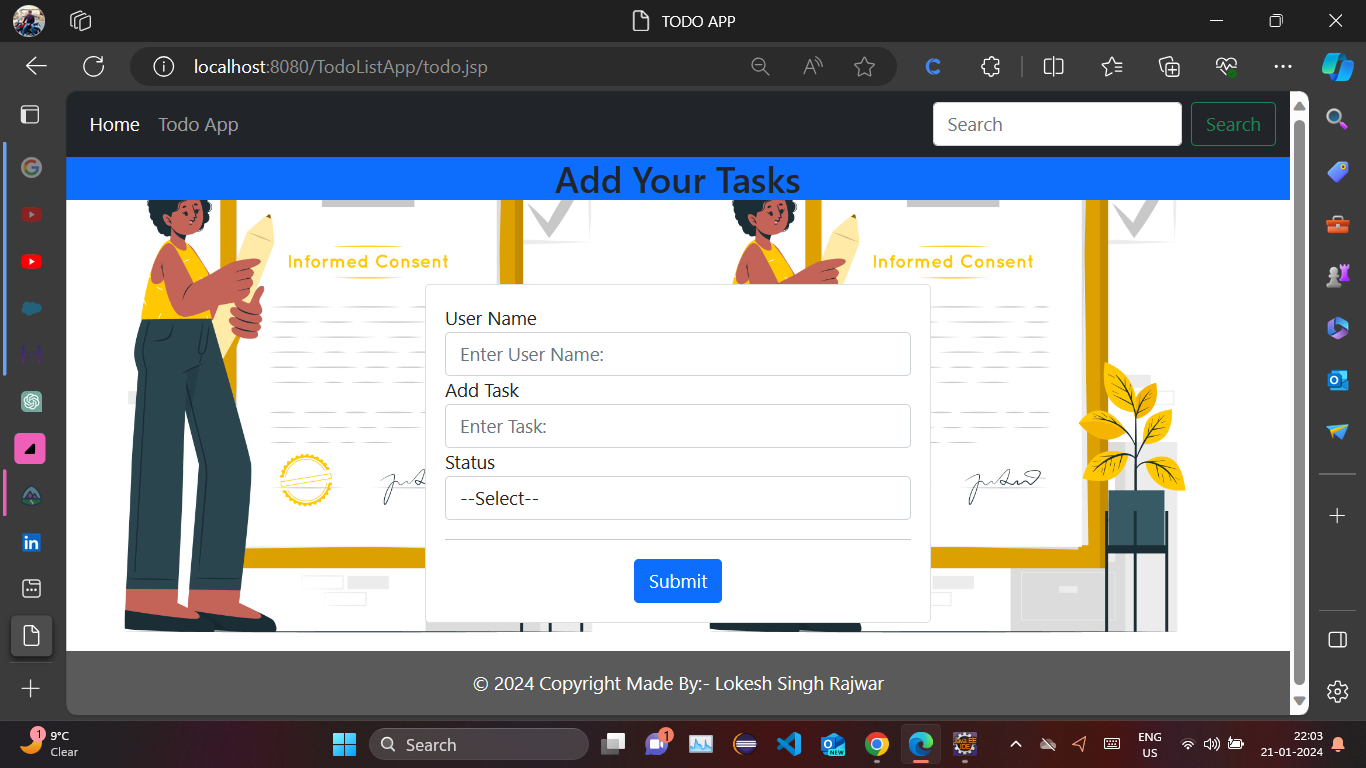 TODO APP
localhost:8080/TodoListApp/todo.jsp
Home Todo App Search Search
Add Your Tasks
Informed Consent Informed Consent
User Name
Enter User Name:
Add Task
Enter Task:
Status
--Select--
Submit
© 2024 Copyright Made By:- Lokesh Singh Rajwar
1 9°C
Clear
Search
1
NEW
ENG
US
22:03
21-01-2024